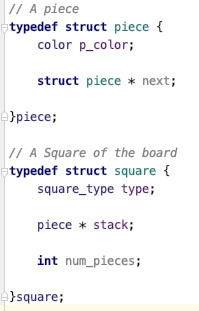 // A piece
typedef struct piece {
color p_color;
struct piece * next;
}piece;
// A Square of the board
typedef struct square {
square_type type;
piece * stack;
int num_pieces;
}square;